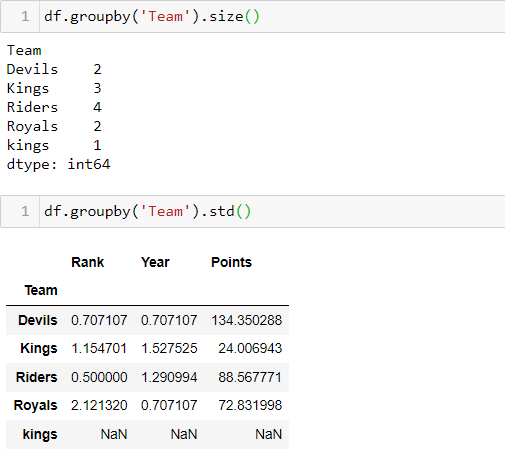 1 df.groupby('Team').size()
Team
Devils 2
Kings 3
Riders 4
Royals 2
kings 1
dtype: int64
1 df.groupby('Team').std()
Rank Year Points
Team
Devils 0.707107 0.707107 134.350288
Kings 1.154701 1.527525 24.006943
Riders 0.500000 1.290994 88.567771
Royals 2.121320 0.707107 72.831998
kings NaN NaN NaN